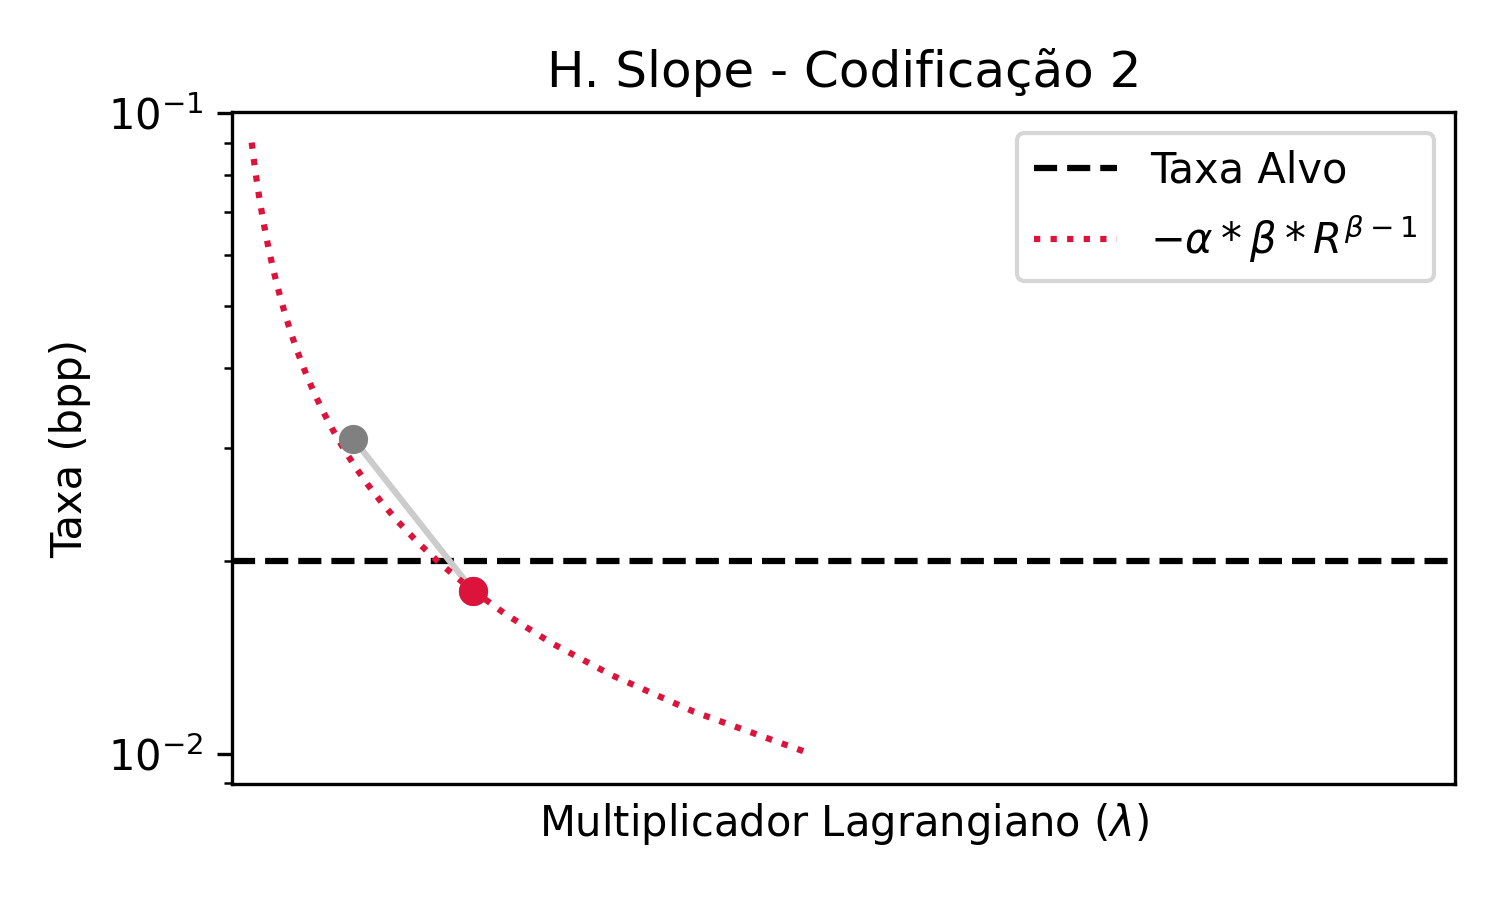 H. Slope - Codificação 2
10⁻¹
Taxa Alvo
−α * β * R^{β − 1}
Taxa (bpp)
10⁻²
Multiplicador Lagrangiano (λ)